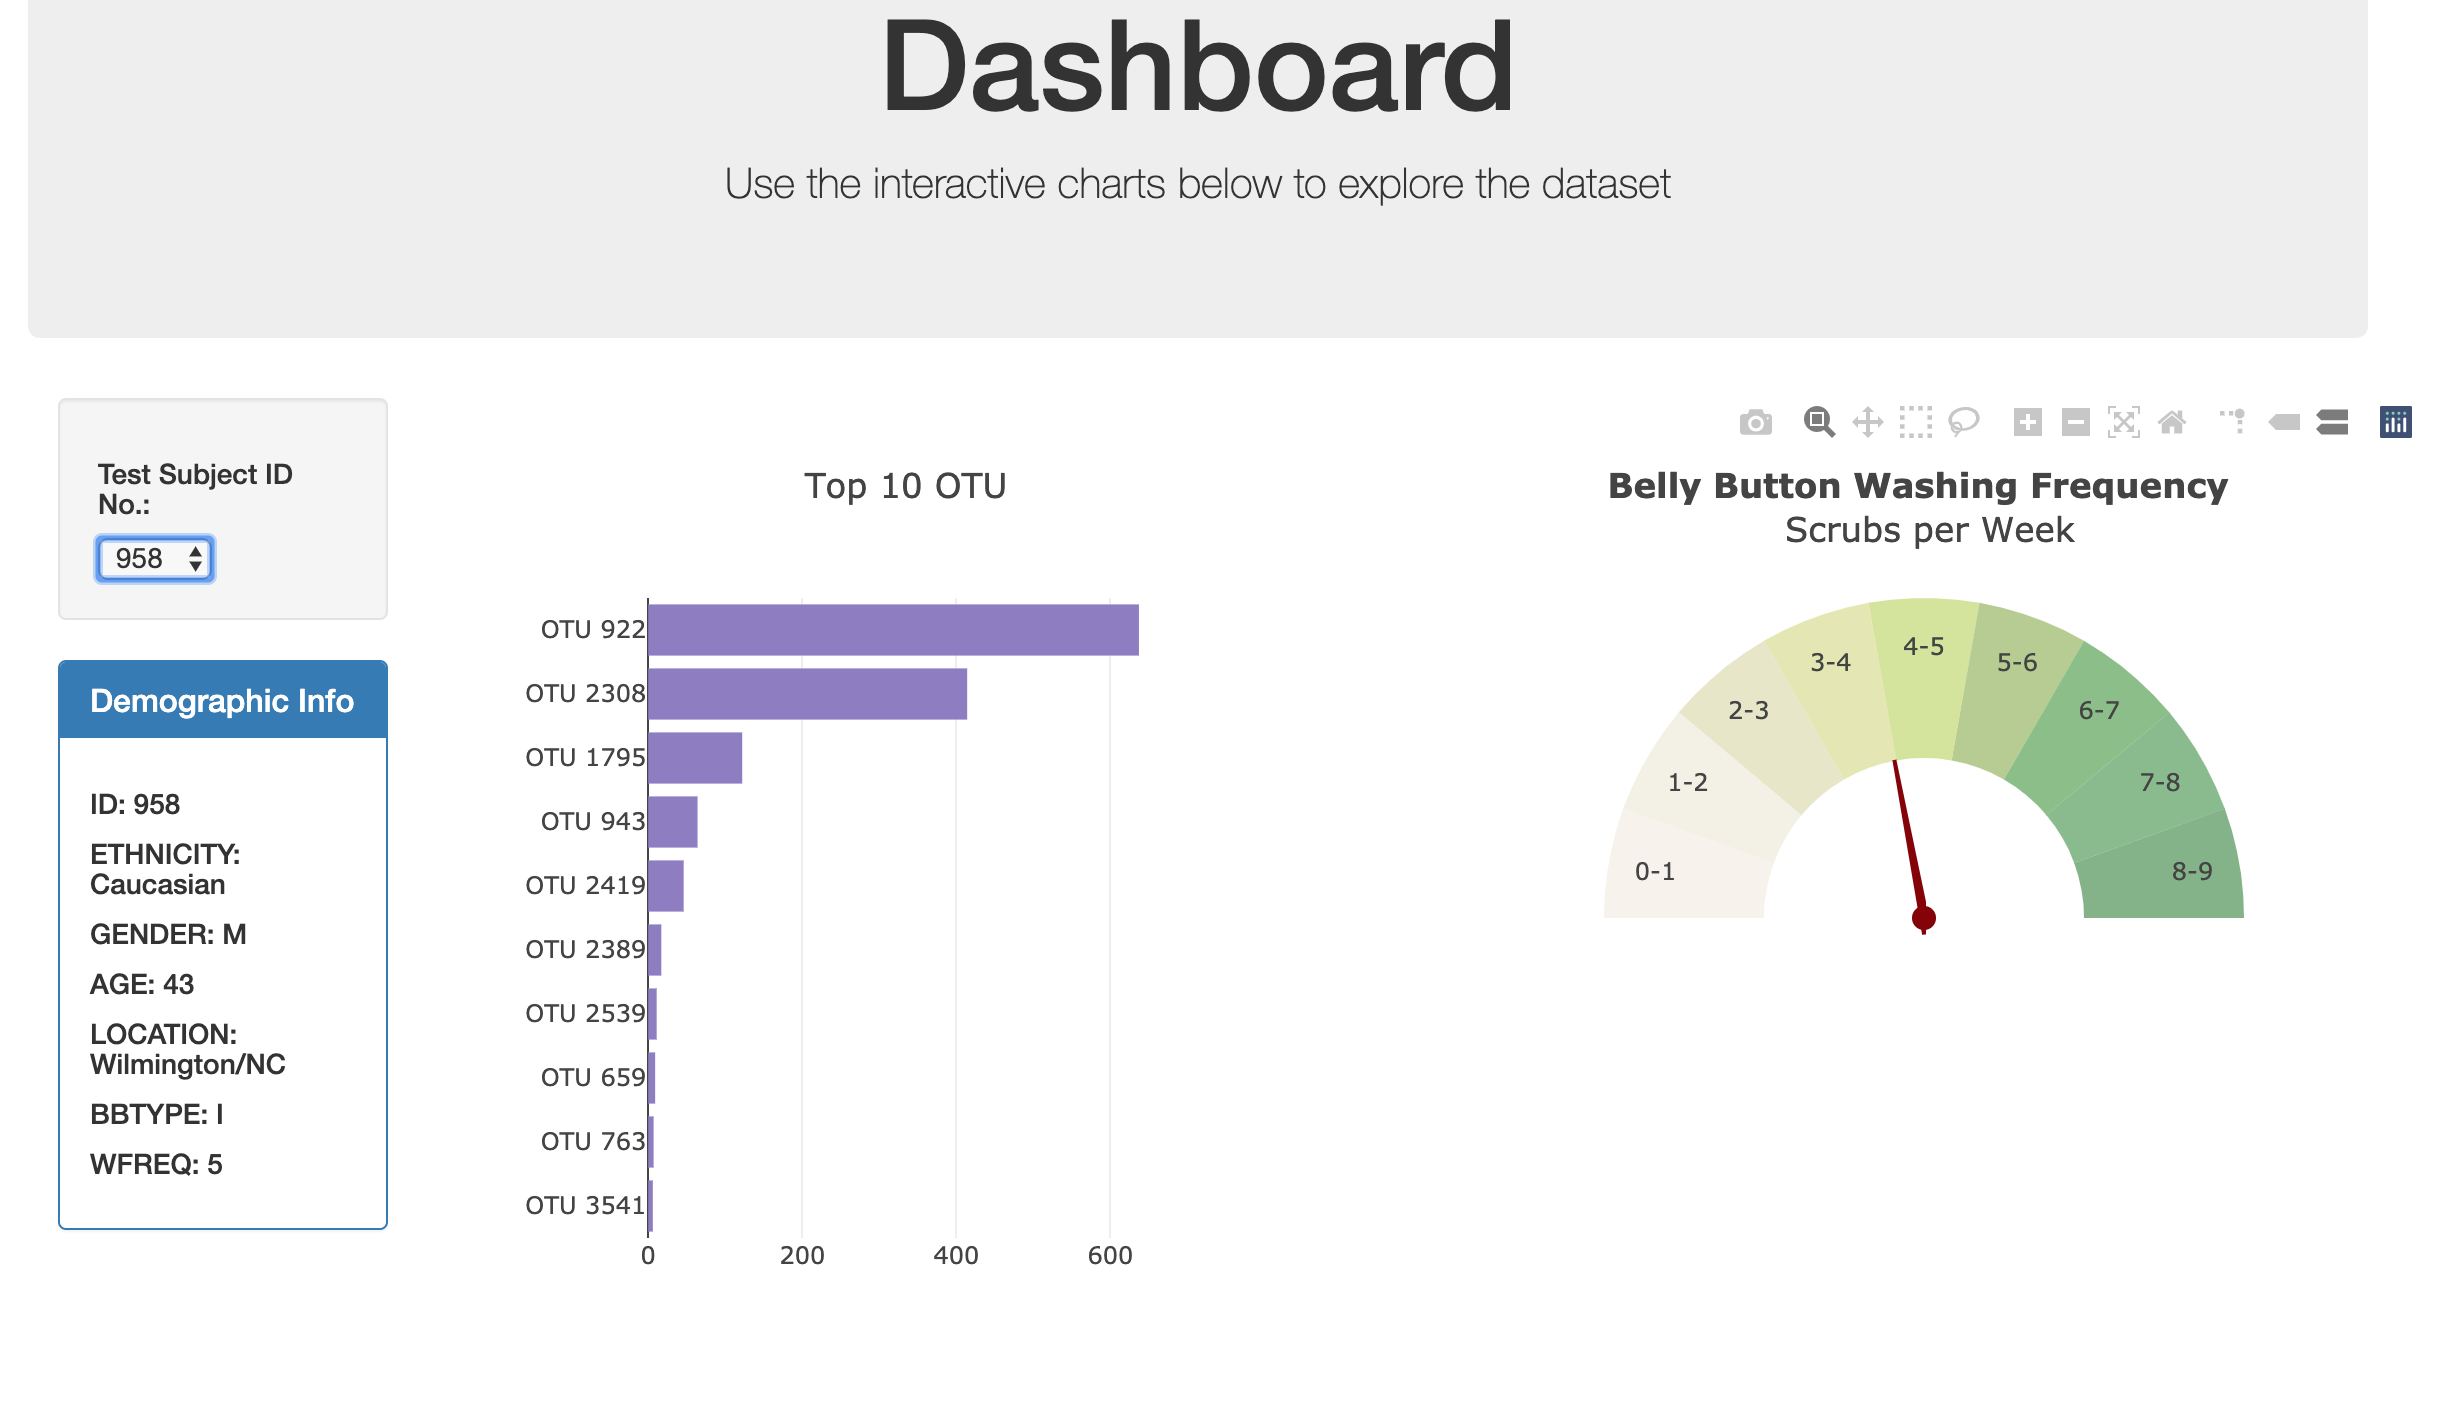 Dashboard
Use the interactive charts below to explore the dataset
Test Subject ID
No.:
958
Demographic Info
ID: 958
ETHNICITY:
Caucasian
GENDER: M
AGE: 43
LOCATION:
Wilmington/NC
BBTYPE: I
WFREQ: 5
Top 10 OTU
OTU 922
OTU 2308
OTU 1795
OTU 943
OTU 2419
OTU 2389
OTU 2539
OTU 659
OTU 763
OTU 3541
0 200 400 600
Belly Button Washing Frequency
Scrubs per Week
0-1
1-2
2-3
3-4
4-5
5-6
6-7
7-8
8-9